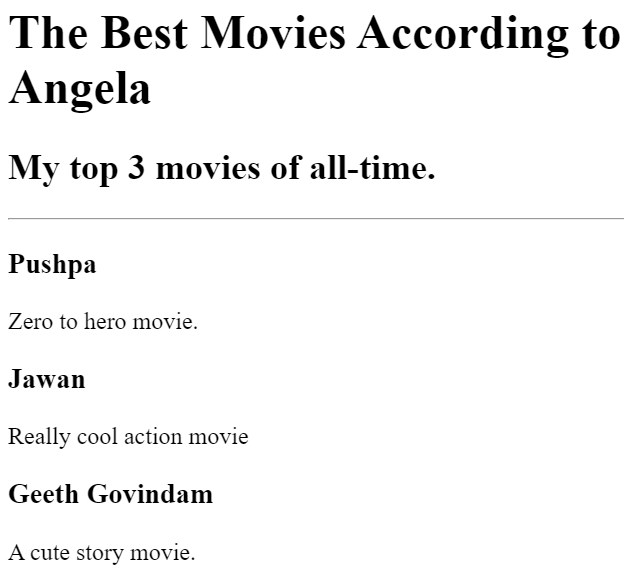 The Best Movies According to
Angela
My top 3 movies of all-time.
Pushpa
Zero to hero movie.
Jawan
Really cool action movie
Geeth Govindam
A cute story movie.